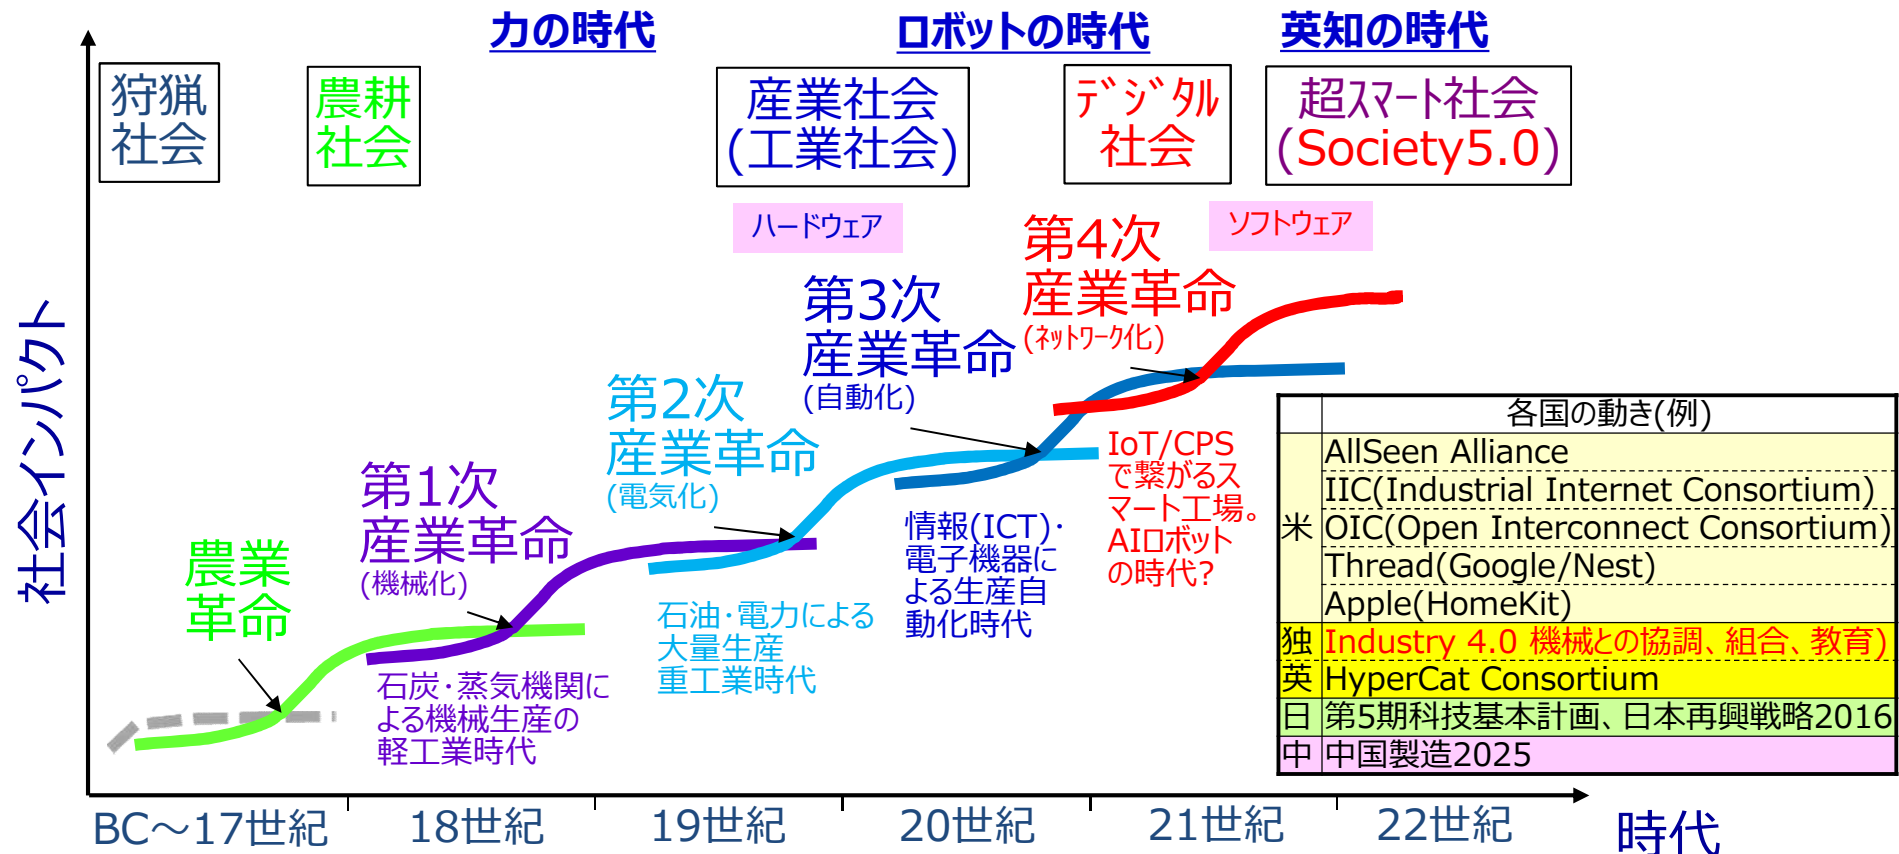 力の時代
ロボットの時代
英知の時代
狩猟
社会
農耕
社会
産業社会
(工業社会)
デジタル
社会
超スマート社会
(Society5.0)
ハードウェア
ソフトウェア
社会インパクト
農業
革命
第1次
産業革命
(機械化)
第2次
産業革命
(電気化)
第3次
産業革命
(自動化)
第4次
産業革命
(ネットワーク化)
石炭・蒸気機関に
よる機械生産の
軽工業時代
石油・電力による
大量生産
重工業時代
情報(ICT)・
電子機器に
よる生産自
動化時代
IoT/CPS
で繋がるス
マート工場。
AIロボット
の時代?
各国の動き(例)
米
AllSeen Alliance
IIC(Industrial Internet Consortium)
OIC(Open Interconnect Consortium)
Thread(Google/Nest)
Apple(HomeKit)
独 Industry 4.0 機械との協調、組合、教育)
英 HyperCat Consortium
日 第5期科技基本計画、日本再興戦略2016
中 中国製造2025
BC～17世紀
18世紀
19世紀
20世紀
21世紀
22世紀
時代